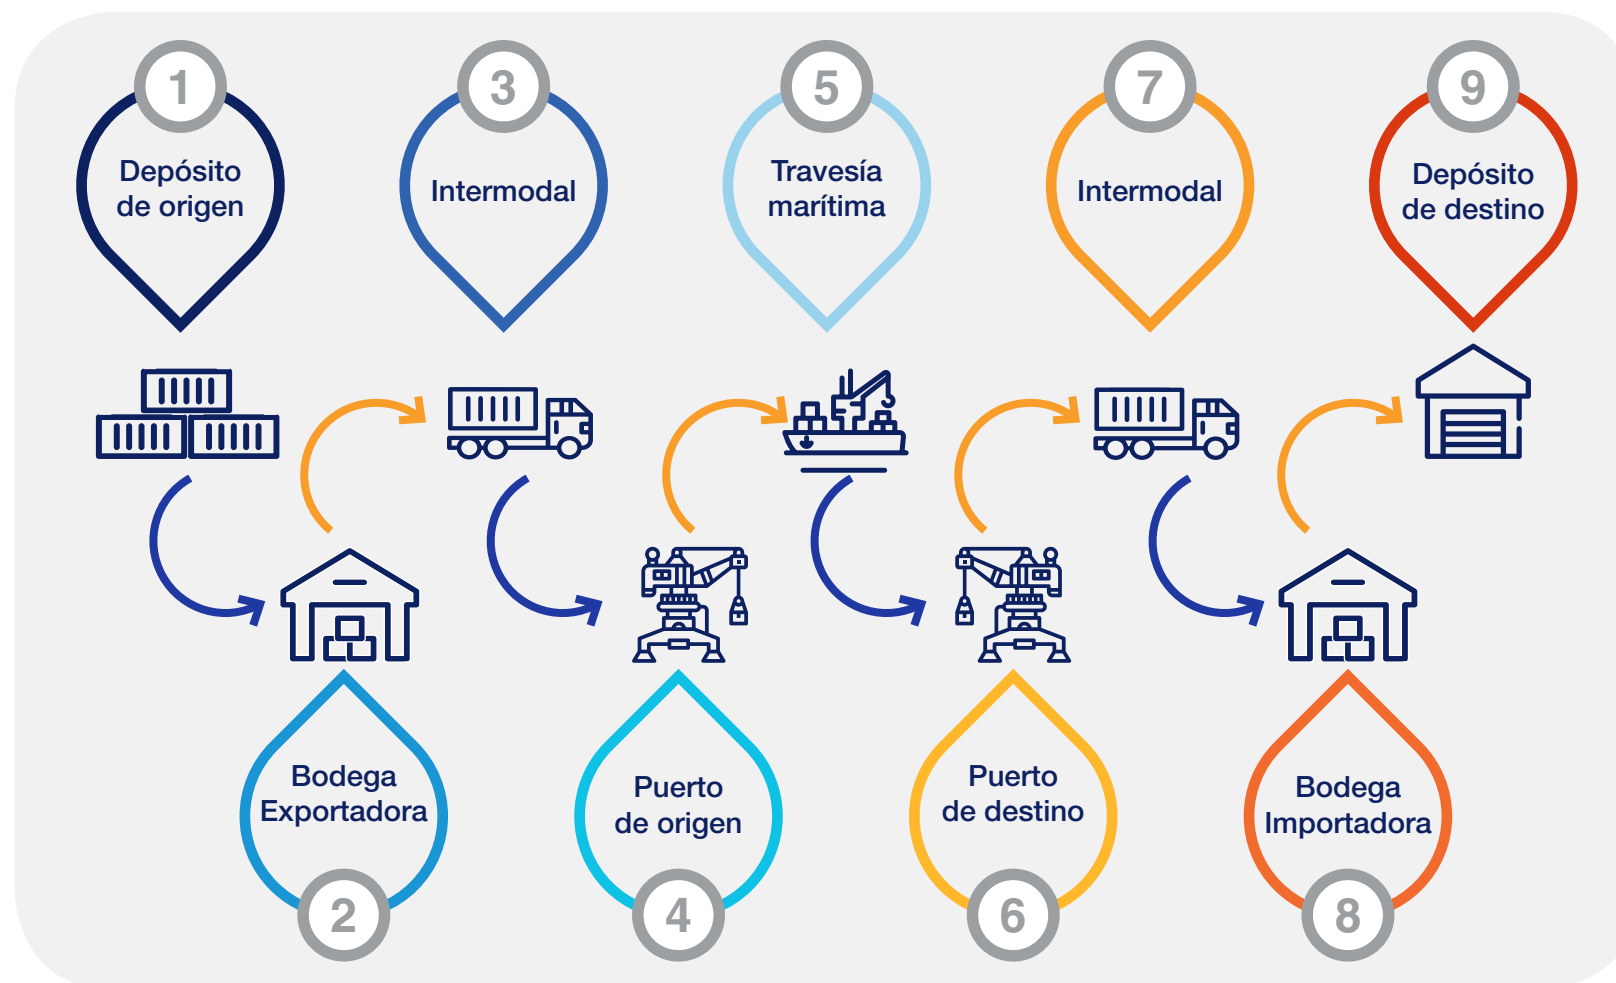 1
Depósito
de origen
3
Intermodal
5
Travesía
marítima
7
Intermodal
9
Depósito
de destino
Bodega
Exportadora
2
Puerto
de origen
4
Puerto
de destino
6
Bodega
Importadora
8